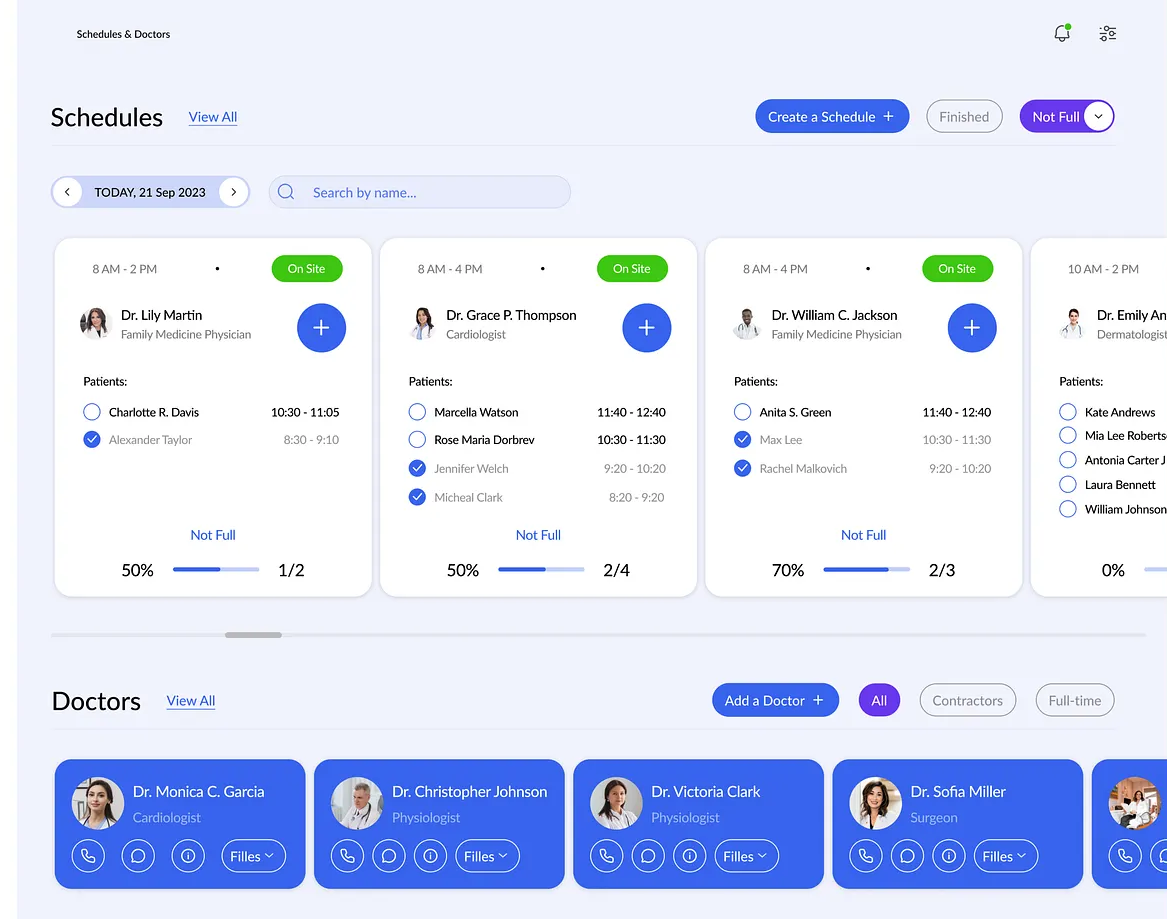 Schedules & Doctors
Schedules
View All
Create a Schedule +
Finished
Not Full
TODAY, 21 Sep 2023
Search by name...
8 AM - 2 PM
•
On Site
Dr. Lily Martin
Family Medicine Physician
+
Patients:
Charlotte R. Davis 10:30 - 11:05
Alexander Taylor 8:30 - 9:10
Not Full
50% 1/2
8 AM - 4 PM
•
On Site
Dr. Grace P. Thompson
Cardiologist
+
Patients:
Marcella Watson 11:40 - 12:40
Rose Maria Dorbrev 10:30 - 11:30
Jennifer Welch 9:20 - 10:20
Micheal Clark 8:20 - 9:20
Not Full
50% 2/4
8 AM - 4 PM
•
On Site
Dr. William C. Jackson
Family Medicine Physician
+
Patients:
Anita S. Green 11:40 - 12:40
Max Lee 10:30 - 11:30
Rachel Malkovich 9:20 - 10:20
Not Full
70% 2/3
10 AM - 2 PM
Dr. Emily An
Dermatologist
Patients:
Kate Andrews
Mia Lee Roberts
Antonia Carter J
Laura Bennett
William Johnson
0%
Doctors
View All
Add a Doctor +
All
Contractors
Full-time
Dr. Monica C. Garcia
Cardiologist
Filles
Dr. Christopher Johnson
Physiologist
Filles
Dr. Victoria Clark
Physiologist
Filles
Dr. Sofia Miller
Surgeon
Filles